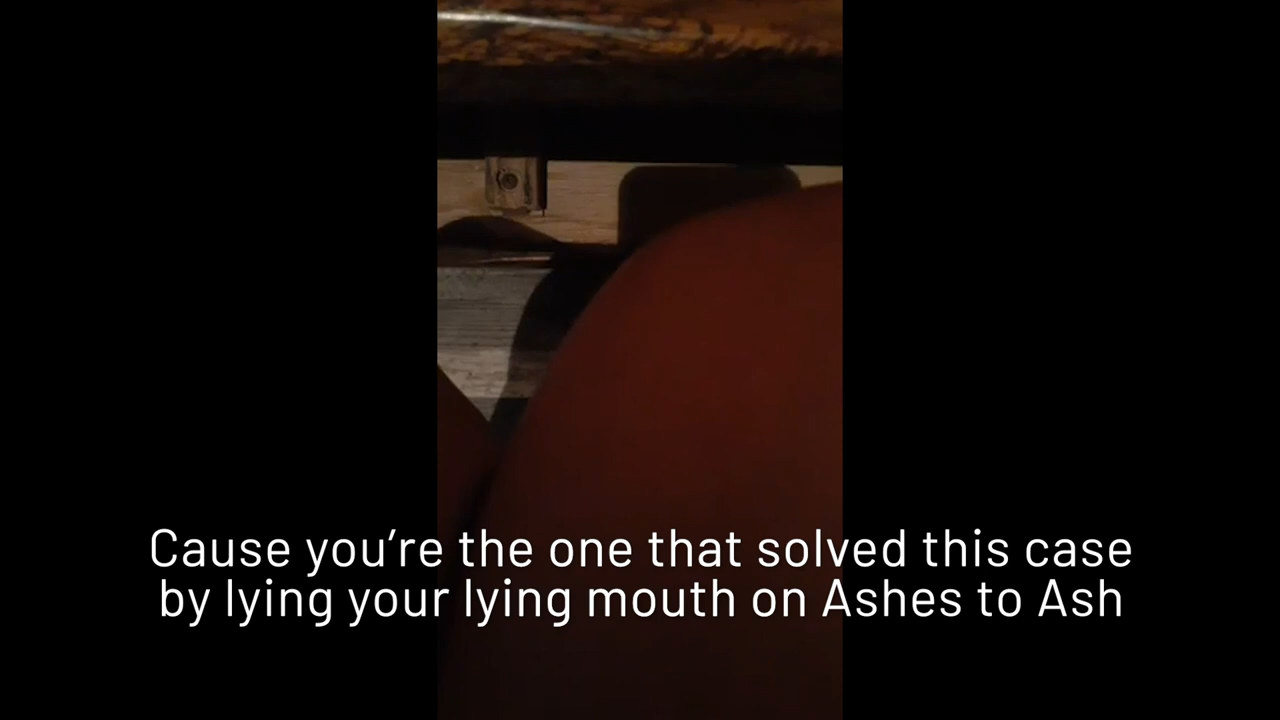 Cause you’re the one that solved this case
by lying your lying mouth on Ashes to Ash